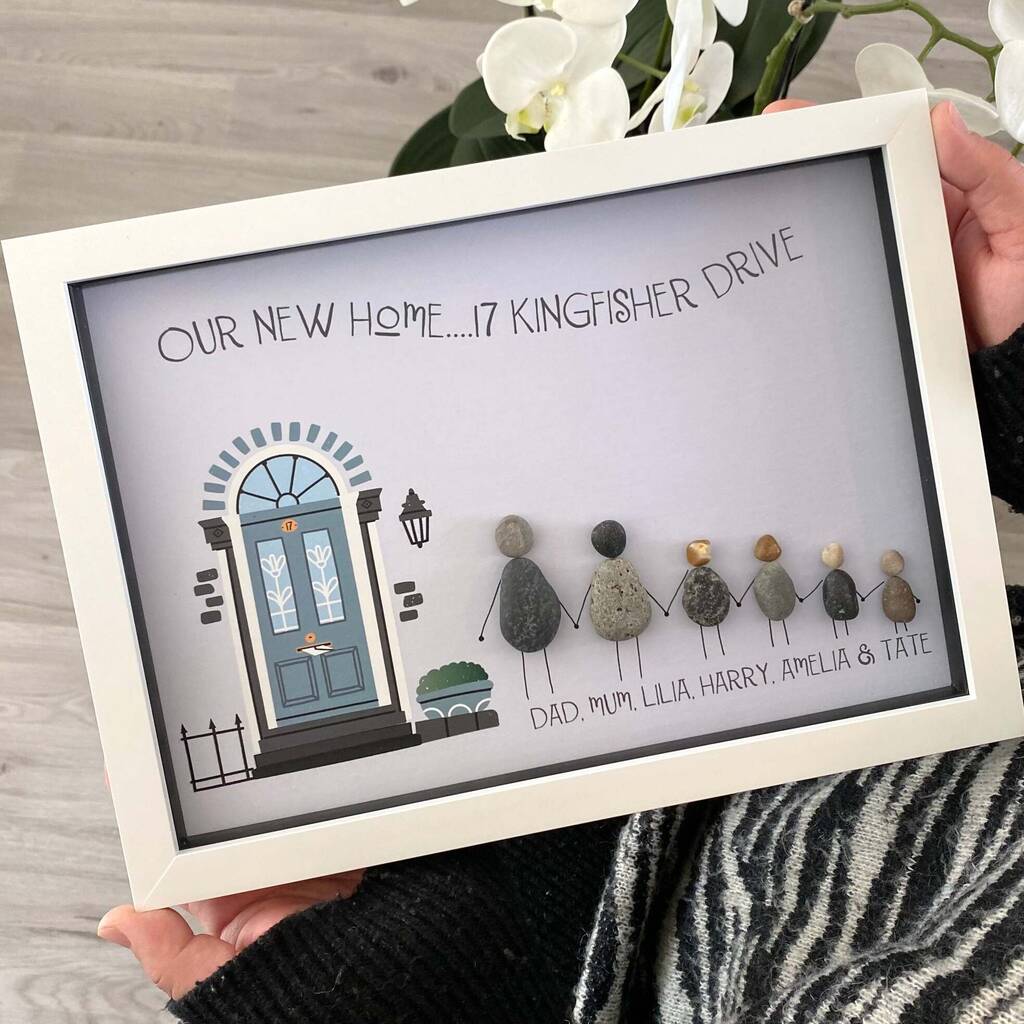 OUR NEW HOME....17 KINGFISHER DRIVE
17
DAD, MUM, LILIA, HARRY, AMELIA & TATE